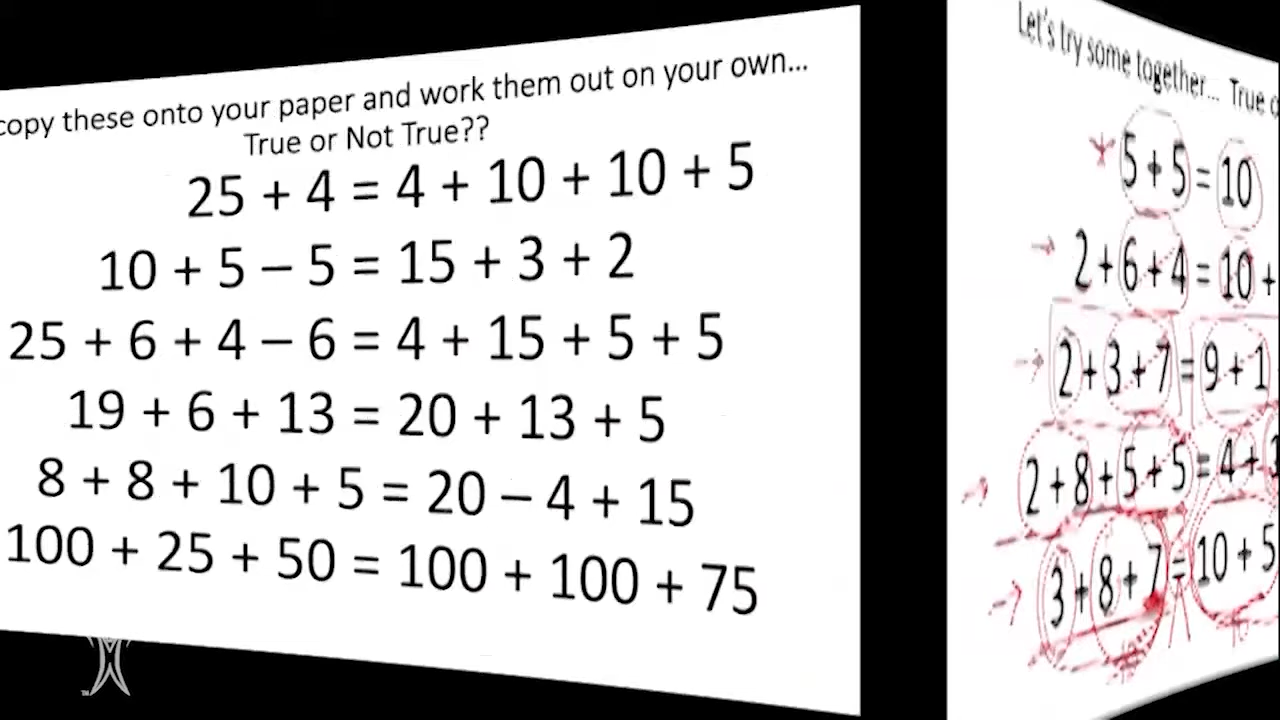 copy these onto your paper and work them out on your own...
True or Not True??
25 + 4 = 4 + 10 + 10 + 5
10 + 5 – 5 = 15 + 3 + 2
25 + 6 + 4 – 6 = 4 + 15 + 5 + 5
19 + 6 + 13 = 20 + 13 + 5
8 + 8 + 10 + 5 = 20 – 4 + 15
100 + 25 + 50 = 100 + 100 + 75
TM
Let's try some together... True
5 + 5 = 10
2 + 6 + 4 = 10 +
2 + 3 + 7 = 9 + 1
2 + 8 + 5 + 5 = 4 +
3 + 8 + 7 = 10 + 5